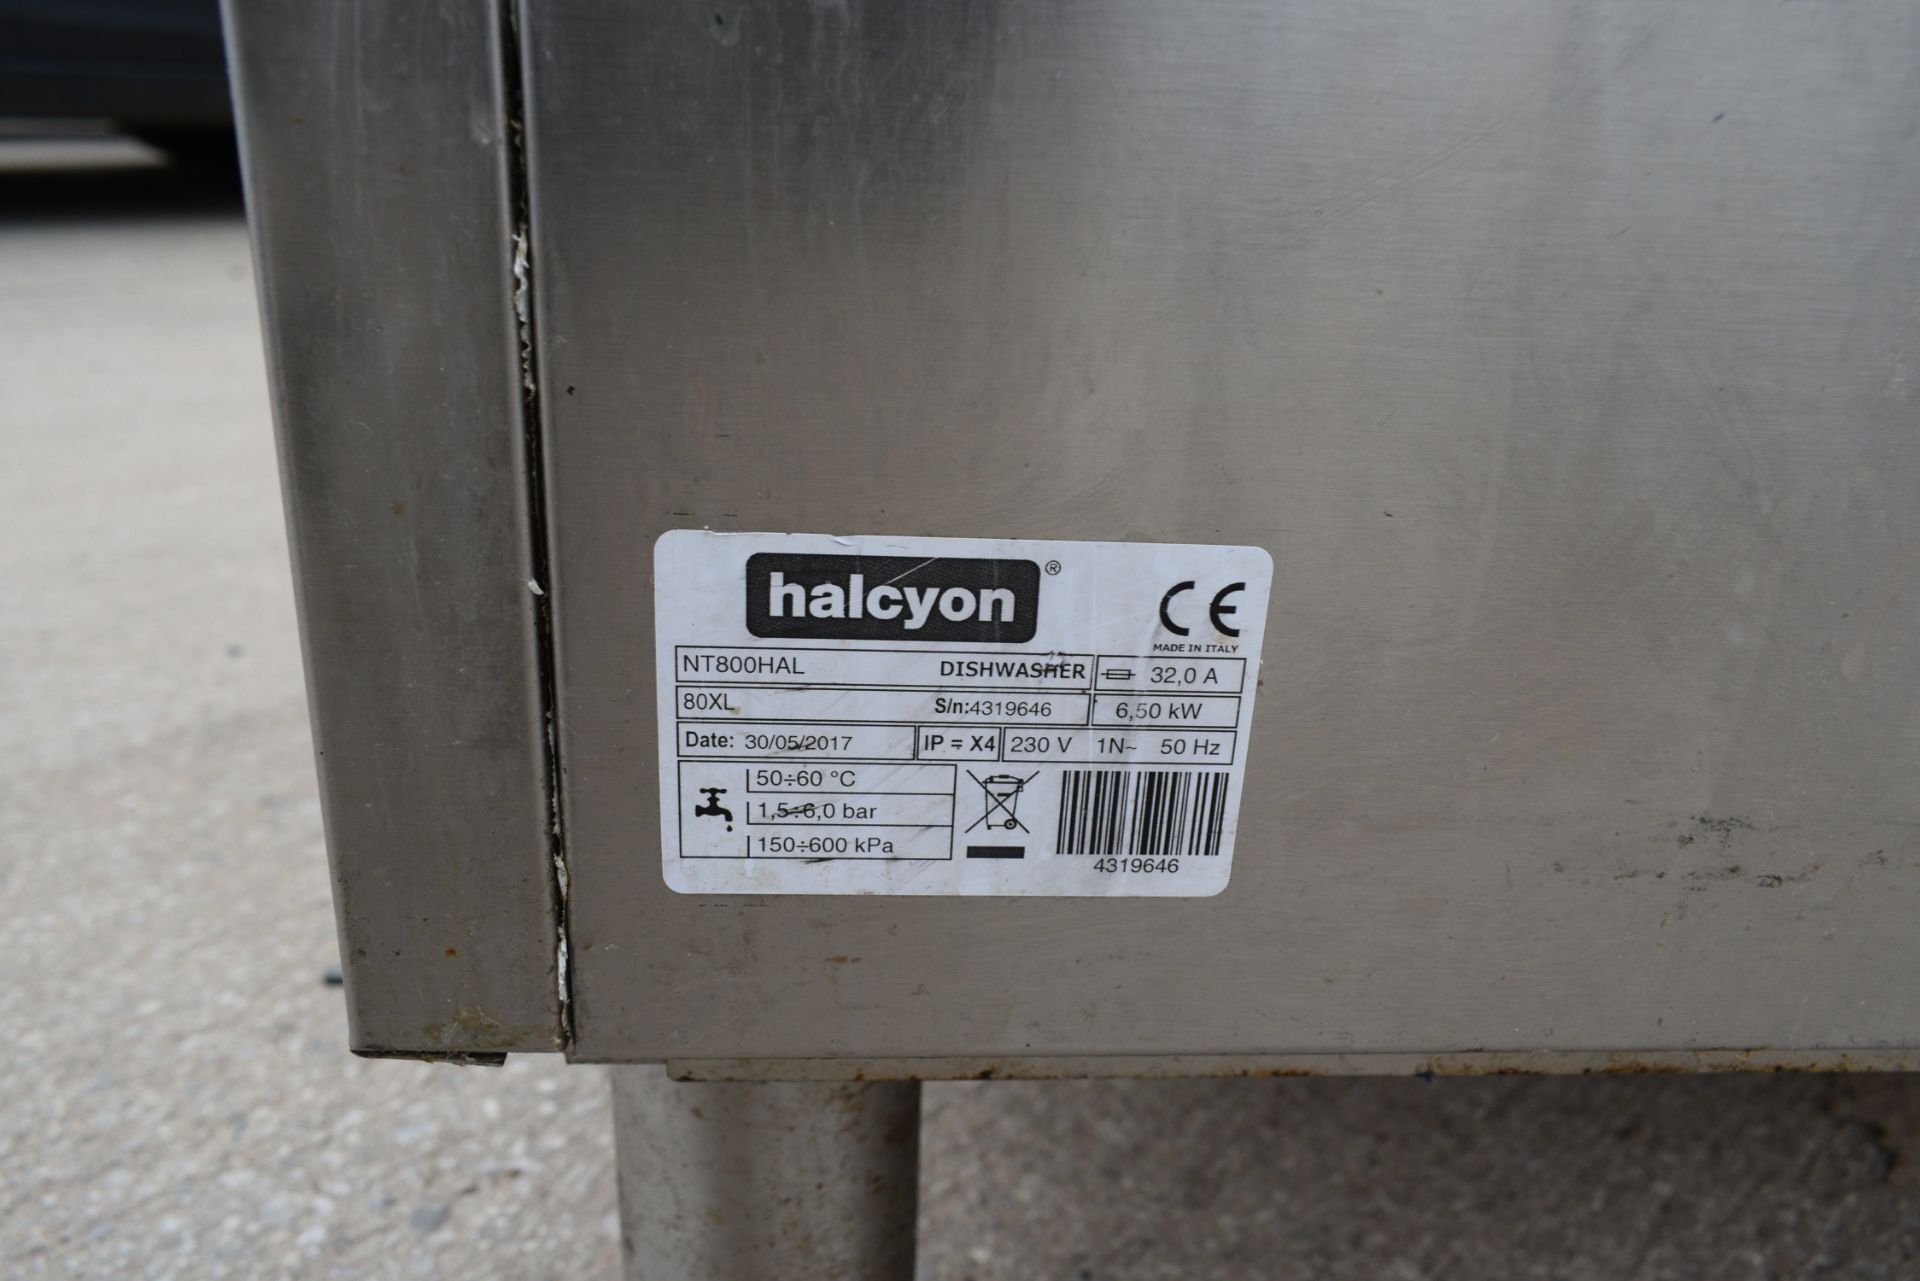 halcyon ®
CE
MADE IN ITALY
NT800HAL DISHWASHER 32,0 A
80XL S/n:4319646 6,50 kW
Date: 30/05/2017 IP = X4 230 V 1N~ 50 Hz
50÷60 °C
1,5÷6,0 bar
150÷600 kPa
4319646